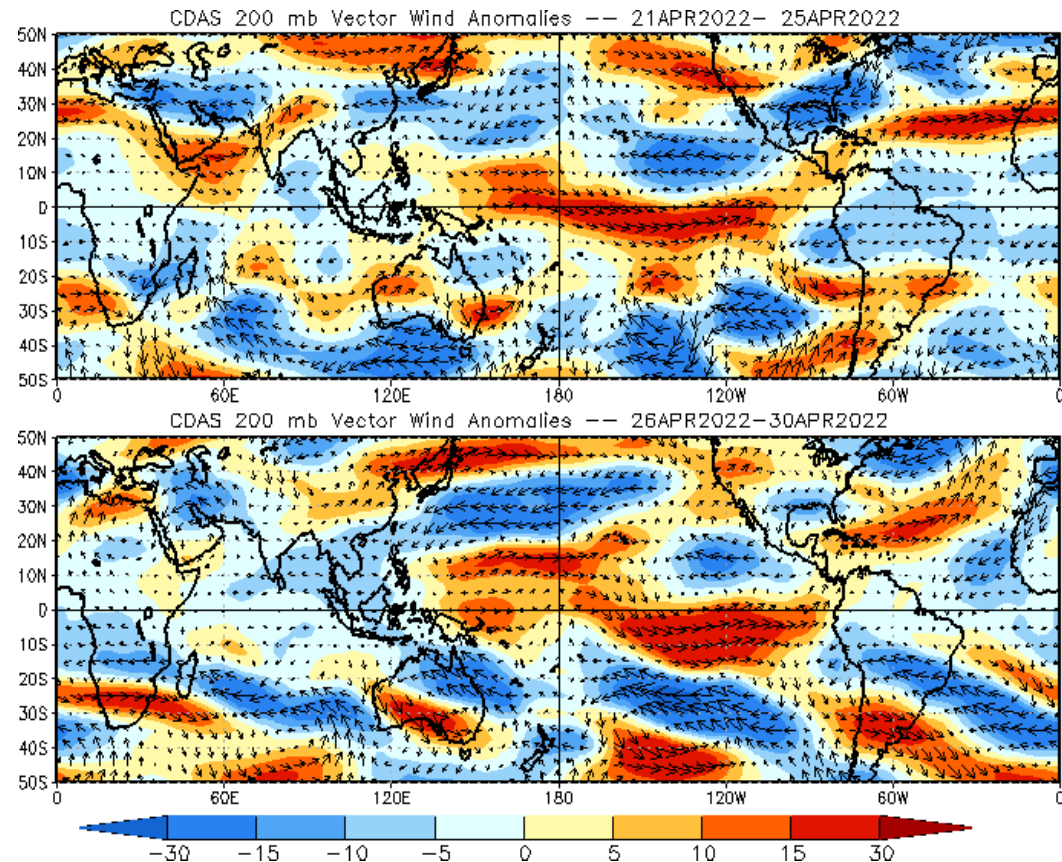 CDAS 200 mb Vector Wind Anomalies -- 21APR2022- 25APR2022
50N
40N
30N
20N
10N
0
10S
20S
30S
40S
50S
0 60E 120E 180 120W 60W 0
CDAS 200 mb Vector Wind Anomalies -- 26APR2022-30APR2022
50N
40N
30N
20N
10N
0
10S
20S
30S
40S
50S
0 60E 120E 180 120W 60W 0
-30 -15 -10 -5 0 5 10 15 30